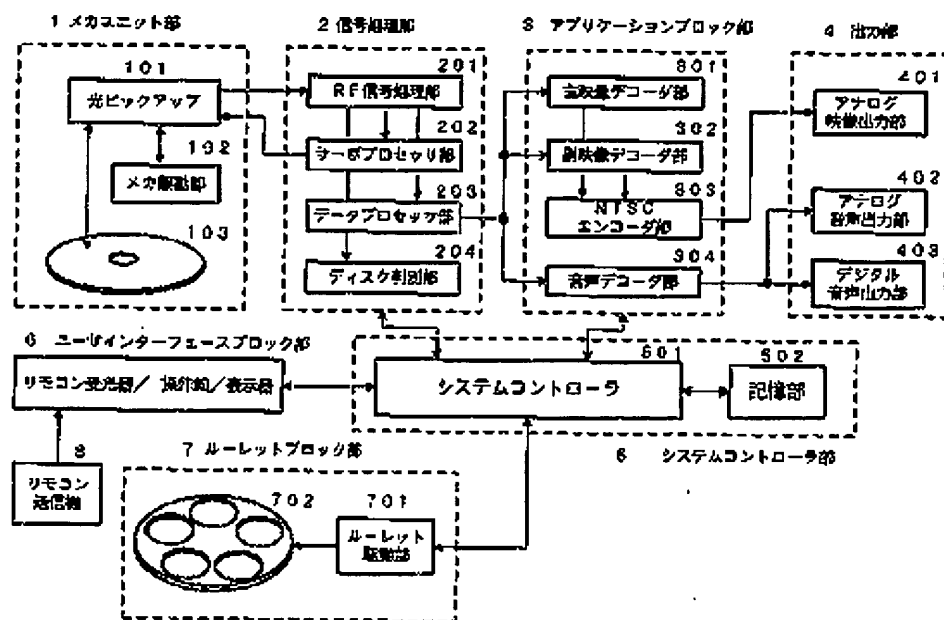 1 メカユニット部
2 信号処理部
3 アプリケーションブロック部
4 出力部
101
光ピックアップ
102
メカ駆動部
103
201
RF信号処理部
202
サーボプロセッサ部
203
データプロセッサ部
204
ディスク判別部
301
主映像デコーダ部
302
副映像デコーダ部
303
NTSC
エンコーダ部
304
音声デコーダ部
401
アナログ
映像出力部
402
アナログ
音声出力部
403
デジタル
音声出力部
6 ユーザインターフェースブロック部
リモコン受光器/操作部/表示器
8
リモコン
送信機
501
システムコントローラ
502
記憶部
5 システムコントローラ部
7 ルーレットブロック部
702
701
ルーレット
駆動部